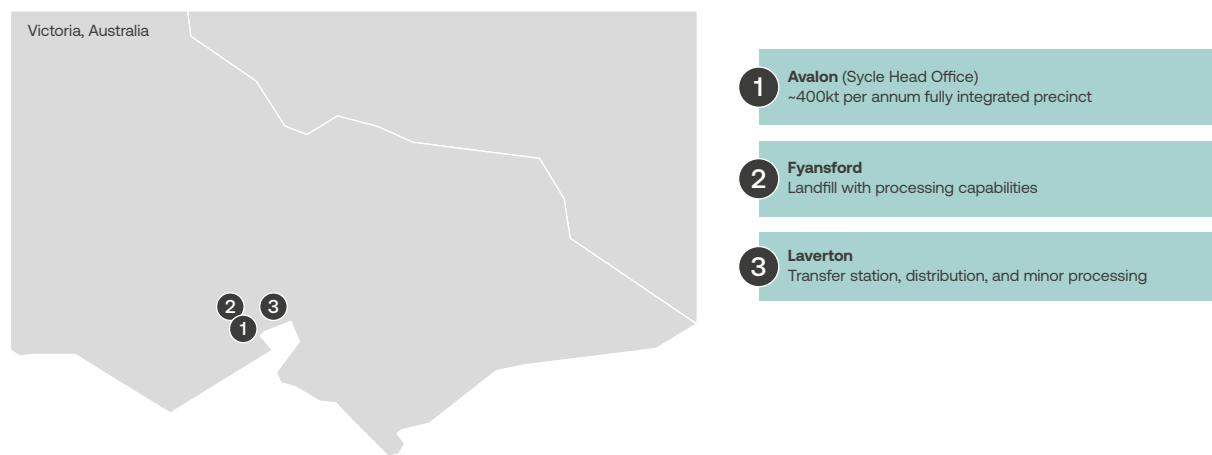 Victoria, Australia
2
3
1
1
Avalon (Sycle Head Office)
~400kt per annum fully integrated precinct
2
Fyansford
Landfill with processing capabilities
3
Laverton
Transfer station, distribution, and minor processing